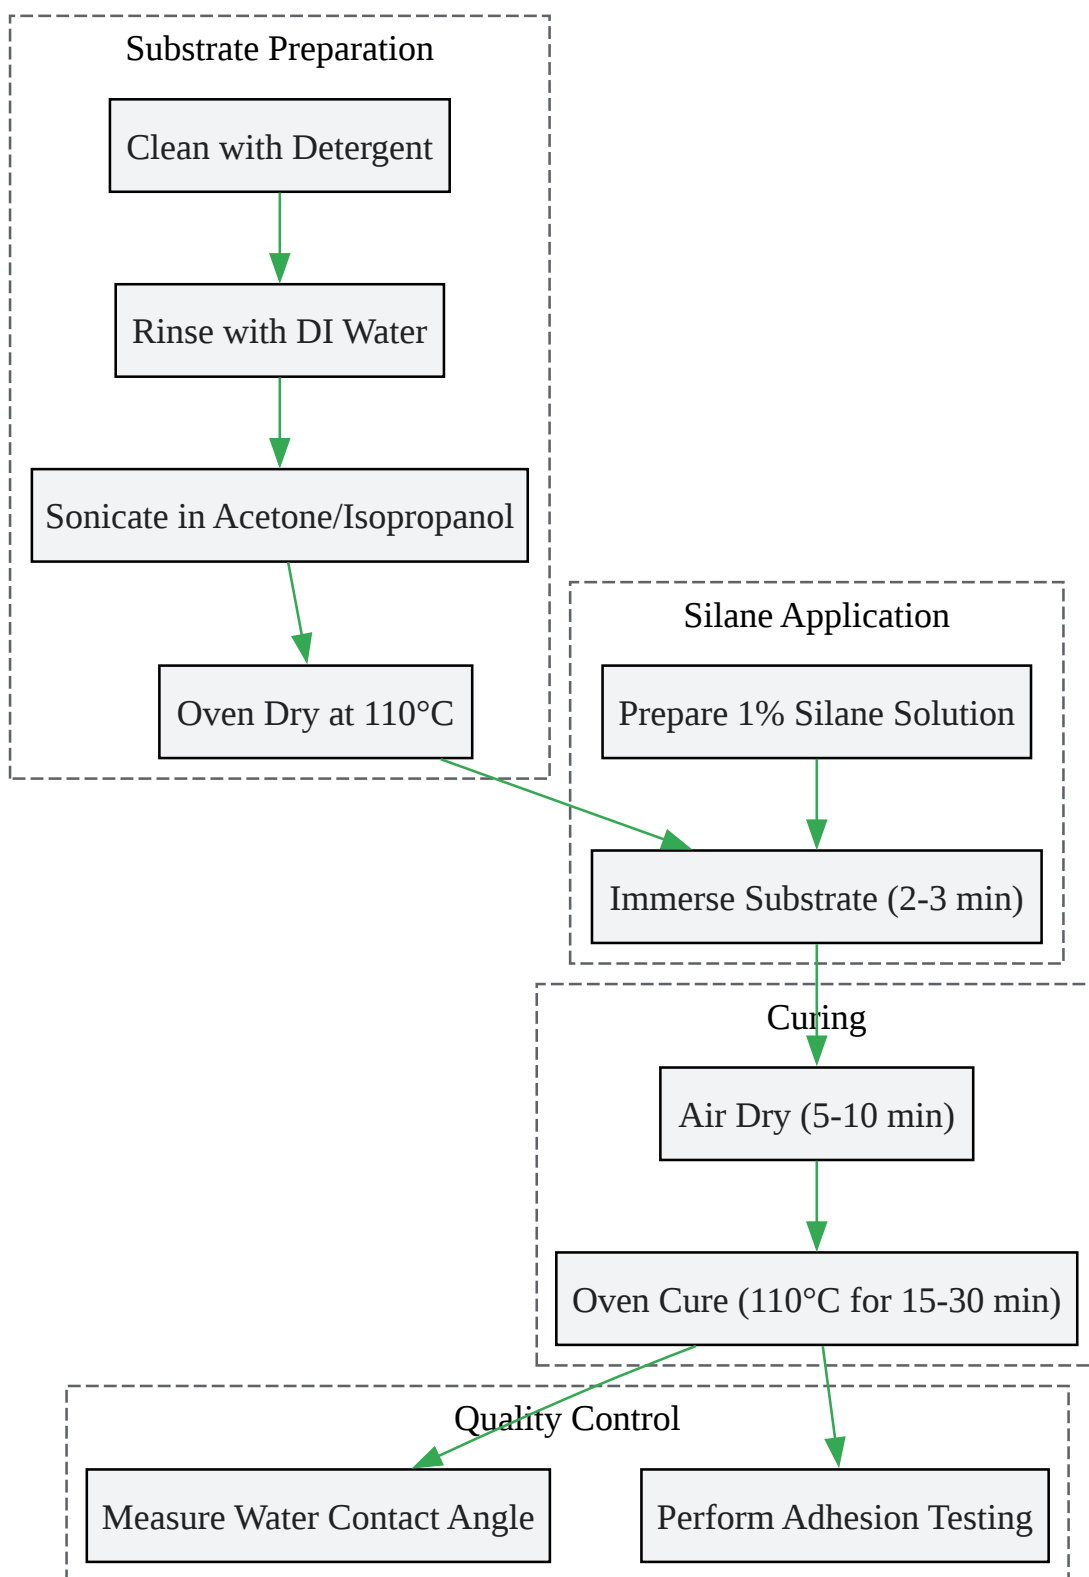 Substrate Preparation
Clean with Detergent
Rinse with DI Water
Sonicate in Acetone/Isopropanol
Oven Dry at 110°C
Silane Application
Prepare 1% Silane Solution
Immerse Substrate (2-3 min)
Curing
Air Dry (5-10 min)
Oven Cure (110°C for 15-30 min)
Quality Control
Measure Water Contact Angle
Perform Adhesion Testing